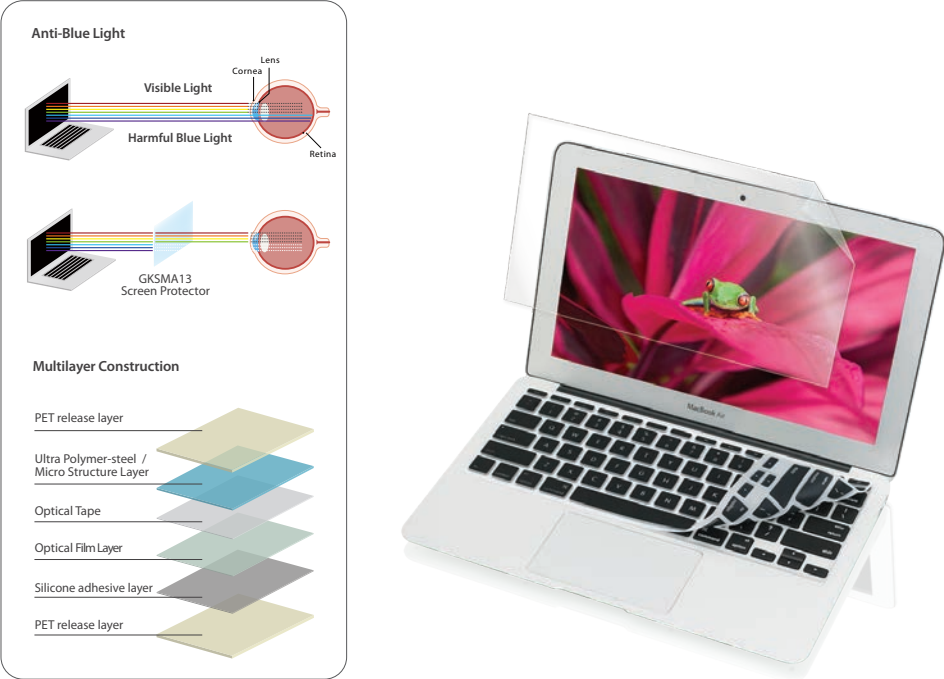 Anti-Blue Light
Lens
Cornea
Visible Light
Harmful Blue Light
Retina
GKSMA13
Screen Protector
Multilayer Construction
PET release layer
Ultra Polymer-steel /
Micro Structure Layer
Optical Tape
Optical Film Layer
Silicone adhesive layer
PET release layer
MacBook Air